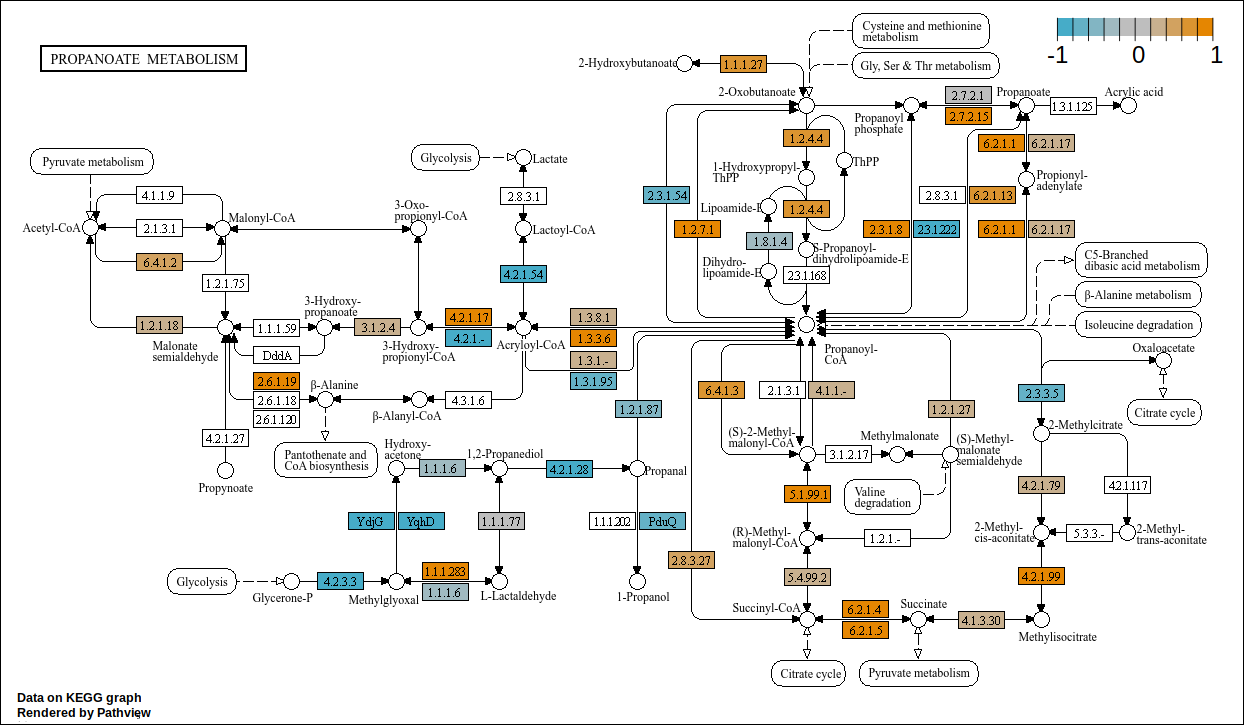 PROPANOATE METABOLISM
-1
0
1
Cysteine and methionine
metabolism
Gly, Ser & Thr metabolism
2-Hydroxybutanoate
1.1.1.27
2-Oxobutanoate
Propanoyl
phosphate
2.7.2.1
2.7.2.15
Propanoate
1.3.1.125
Acrylic acid
1.2.4.4
ThPP
1-Hydroxypropyl-
ThPP
6.2.1.1
6.2.1.17
Propionyl-
adenylate
2.3.1.54
2.8.3.1
6.2.1.13
Lipoamide-E
1.2.4.4
1.2.7.1
2.3.1.8
2.3.1.222
6.2.1.1
6.2.1.17
1.8.1.4
S-Propanoyl-
dihydrolipoamide-E
Dihydro-
lipoamide-E
2.3.1.168
C5-Branched
dibasic acid metabolism
β-Alanine metabolism
Isoleucine degradation
Pyruvate metabolism
Glycolysis
Lactate
4.1.1.9
2.8.3.1
Acetyl-CoA
2.1.3.1
Malonyl-CoA
3-Oxo-
propionyl-CoA
Lactoyl-CoA
6.4.1.2
4.2.1.54
1.2.1.75
3-Hydroxy-
propanoate
1.2.1.18
1.1.1.59
3.1.2.4
4.2.1.17
4.2.1.-
1.3.8.1
1.3.3.6
1.3.1.-
1.3.1.95
Malonate
semialdehyde
DddA
3-Hydroxy-
propionyl-CoA
Acryloyl-CoA
Propanoyl-
CoA
Oxaloacetate
2.6.1.19
2.6.1.18
2.6.1.120
β-Alanine
β-Alanyl-CoA
4.3.1.6
1.2.1.87
6.4.1.3
2.1.3.1
4.1.1.-
1.2.1.27
2.3.3.5
Citrate cycle
4.2.1.27
Propynoate
Pantothenate and
CoA biosynthesis
Hydroxy-
acetone
1.1.1.6
1,2-Propanediol
4.2.1.28
Propanal
(S)-2-Methyl-
malonyl-CoA
3.1.2.17
Methylmalonate
(S)-Methyl-
malonate
semialdehyde
2-Methylcitrate
Valine
degradation
5.1.99.1
4.2.1.79
4.2.1.117
YdjG
YqhD
1.1.1.77
1.1.1.202
PduQ
(R)-Methyl-
malonyl-CoA
1.2.1.-
2-Methyl-
cis-aconitate
5.3.3.-
2-Methyl-
trans-aconitate
2.8.3.27
5.4.99.2
4.2.1.99
Glycolysis
Glycerone-P
4.2.3.3
Methylglyoxal
1.1.1.283
1.1.1.6
L-Lactaldehyde
1-Propanol
Succinyl-CoA
6.2.1.4
6.2.1.5
Succinate
4.1.3.30
Methylisocitrate
Citrate cycle
Pyruvate metabolism
Data on KEGG graph
Rendered by Pathview